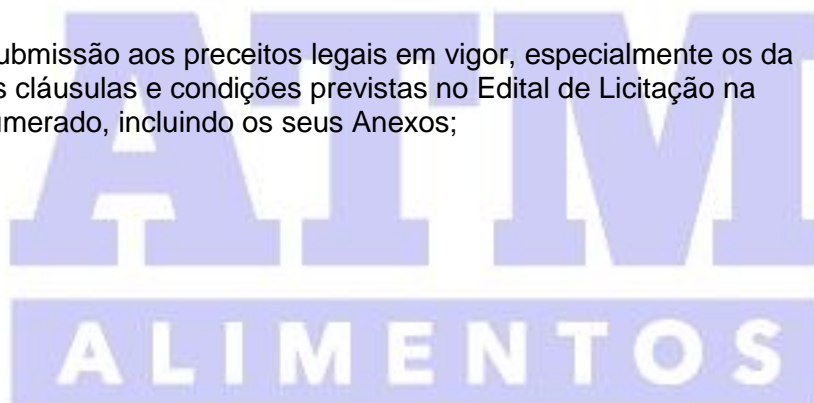 ubmissão aos preceitos legais em vigor, especialmente os da
s cláusulas e condições previstas no Edital de Licitação na
umerado, incluindo os seus Anexos;
ATM
ALIMENTOS